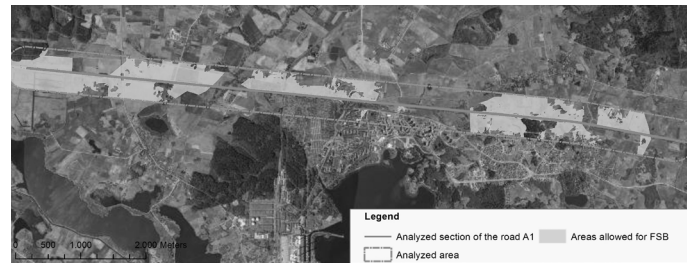 0 500 1.000 2.000 Meters
Legend
Analyzed section of the road A1
Areas allowed for FSB
Analyzed area